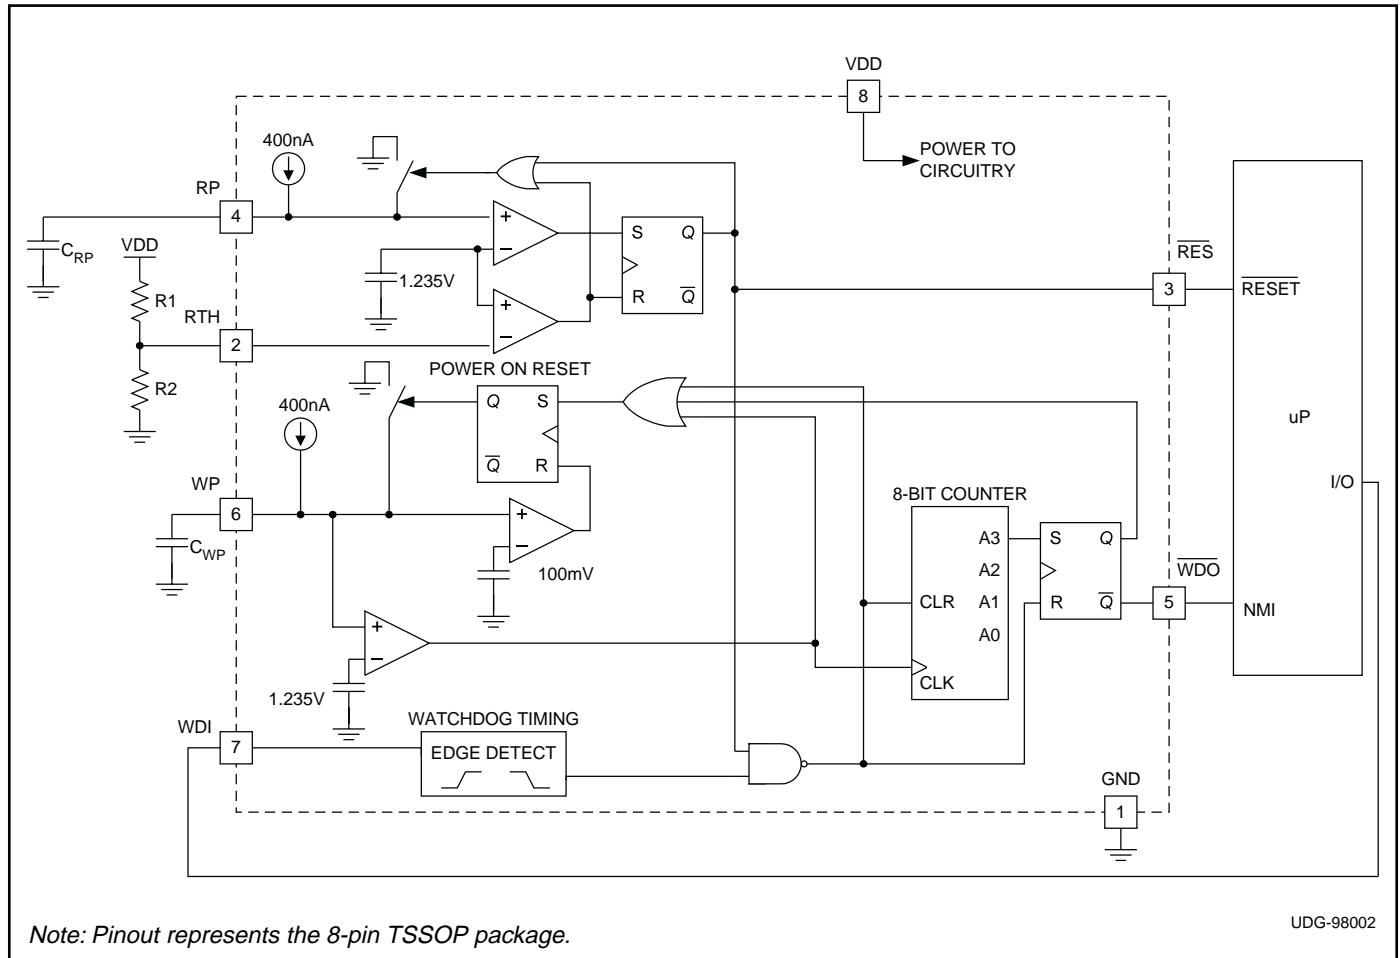 VDD
8
400nA
POWER TO
CIRCUITRY
RP
4
+
−
S
Q
C_RP
VDD
1.235V
RES
R1
+
−
R
Q
3
RESET
RTH
2
POWER ON RESET
R2
400nA
Q
S
uP
Q
R
I/O
WP
6
8-BIT COUNTER
+
−
C_WP
100mV
A3
S
Q
A2
WDO
CLR
A1
R
Q
5
NMI
+
−
A0
1.235V
CLK
WDI
WATCHDOG TIMING
7
EDGE DETECT
GND
1
Note: Pinout represents the 8-pin TSSOP package.
UDG-98002